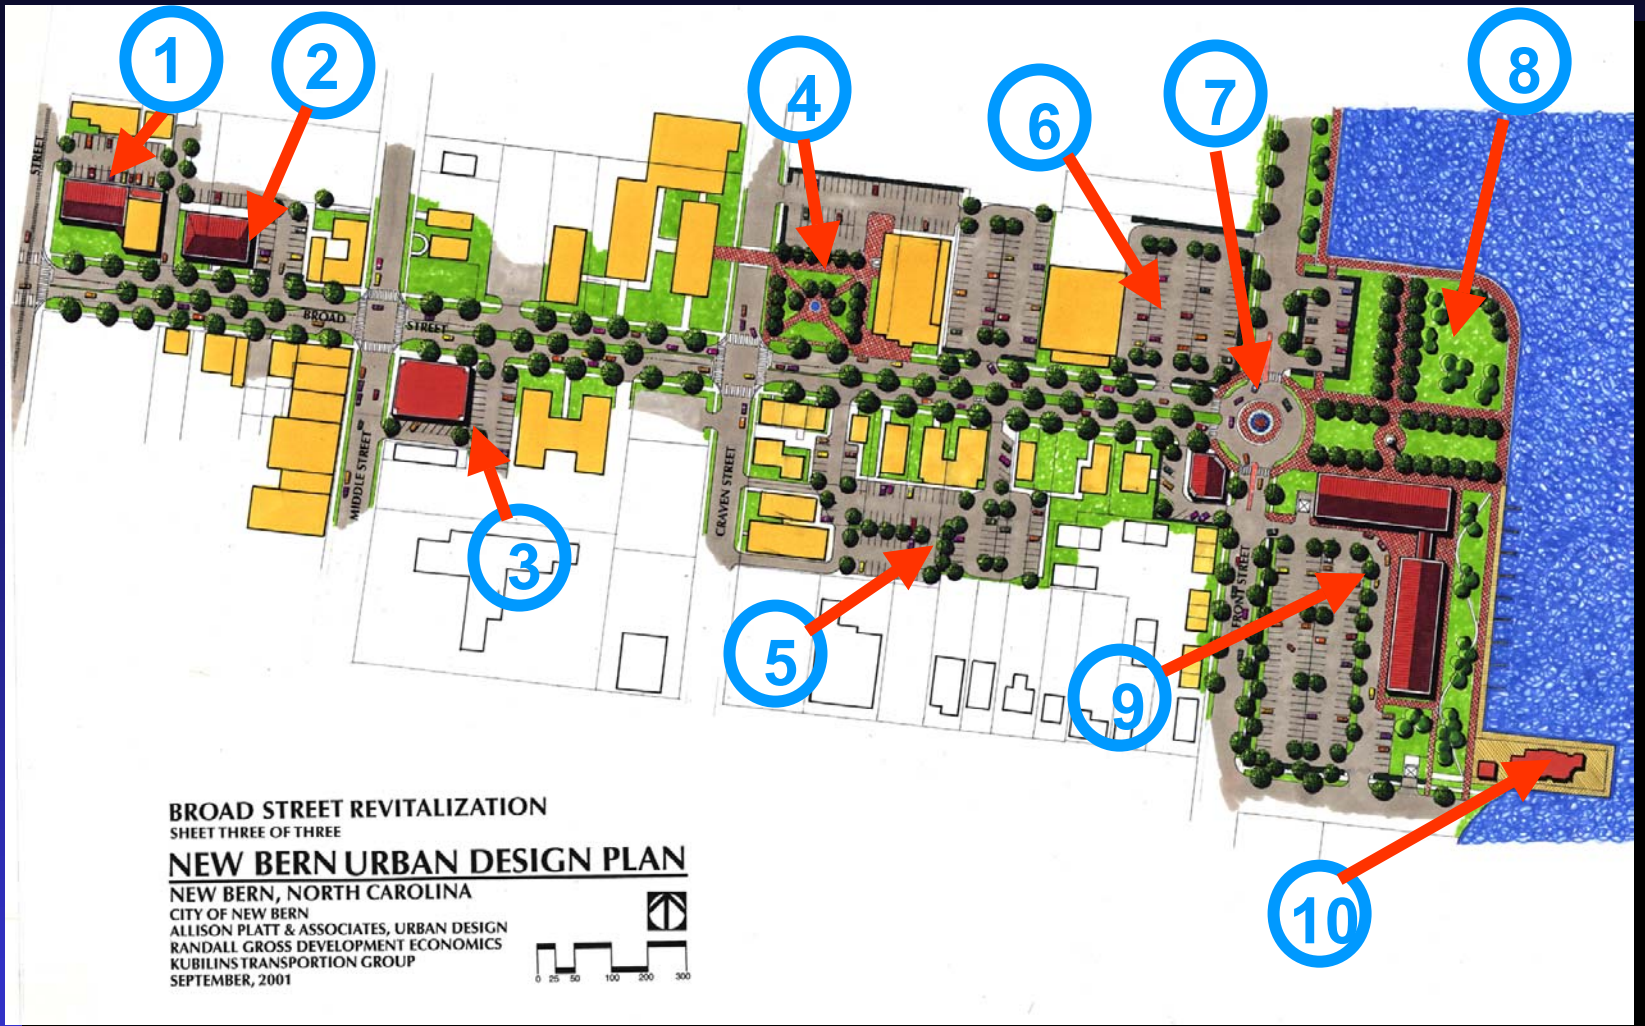 1
2
4
6
7
8
STREET
BROAD
STREET
MIDDLE STREET
CRAVEN STREET
FRONT STREET
3
5
9
10
BROAD STREET REVITALIZATION
SHEET THREE OF THREE
NEW BERN URBAN DESIGN PLAN
NEW BERN, NORTH CAROLINA
CITY OF NEW BERN
ALLISON PLATT & ASSOCIATES, URBAN DESIGN
RANDALL GROSS DEVELOPMENT ECONOMICS
KUBILINS TRANSPORTION GROUP
SEPTEMBER, 2001
0 25 50 100 200 300